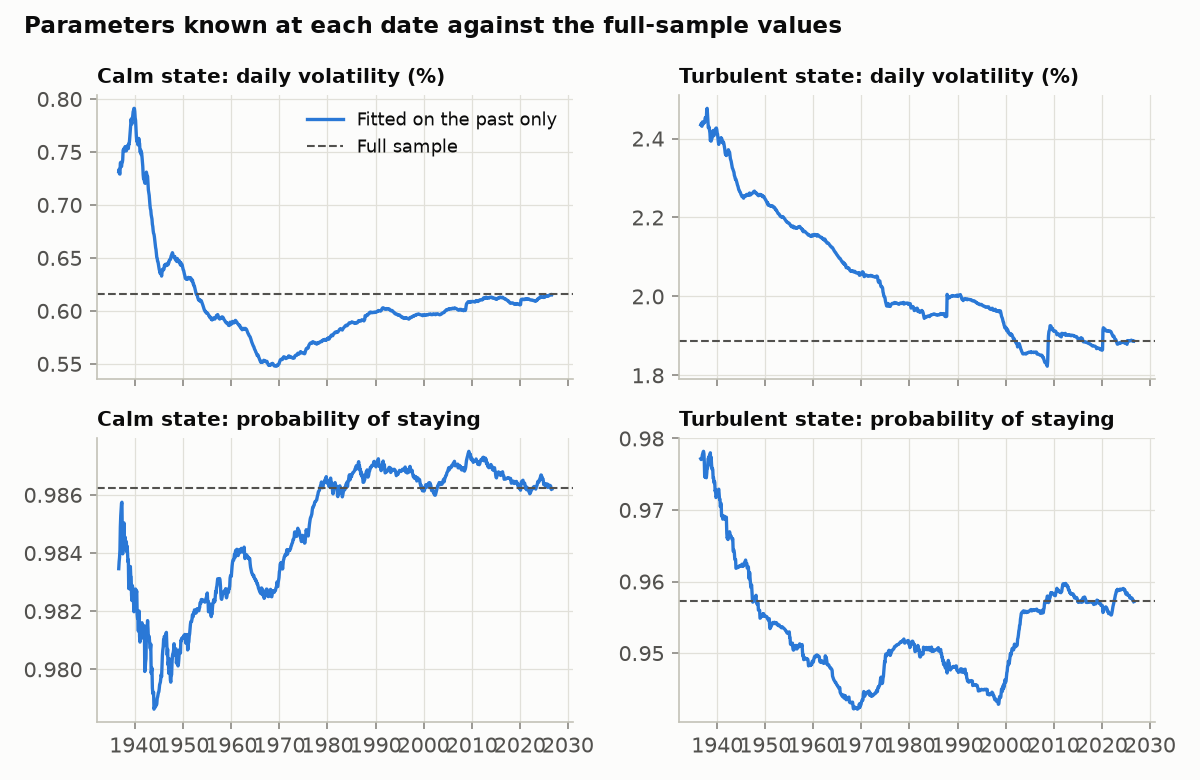 Parameters known at each date against the full-sample values
Calm state: daily volatility (%)
0.80
0.75
0.70
0.65
0.60
0.55
Fitted on the past only
Full sample
Turbulent state: daily volatility (%)
2.4
2.2
2.0
1.8
Calm state: probability of staying
0.986
0.984
0.982
0.980
1940 1950 1960 1970 1980 1990 2000 2010 2020 2030
Turbulent state: probability of staying
0.98
0.97
0.96
0.95
1940 1950 1960 1970 1980 1990 2000 2010 2020 2030